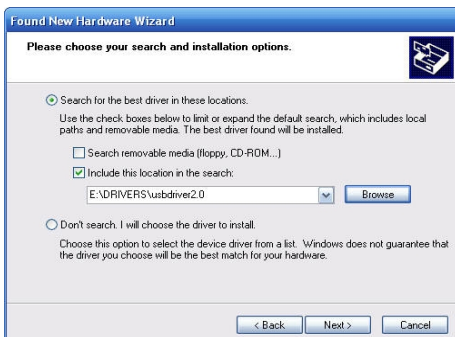 Found New Hardware Wizard
Please choose your search and installation options.
Search for the best driver in these locations.
Use the check boxes below to limit or expand the default search, which includes local
paths and removable media. The best driver found will be installed.
Search removable media (floppy, CD-ROM...)
Include this location in the search:
E:\DRIVERS\usbdriver2.0
Browse
Don't search. I will choose the driver to install.
Choose this option to select the device driver from a list. Windows does not guarantee that
the driver you choose will be the best match for your hardware.
< Back
Next >
Cancel